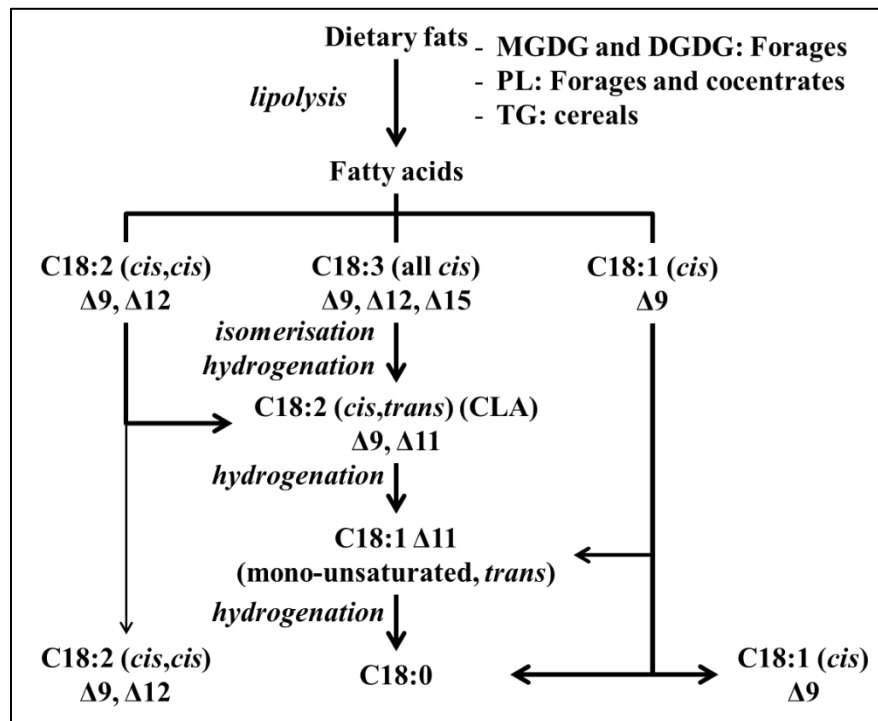 Dietary fats
- MGDG and DGDG: Forages
- PL: Forages and cocentrates
- TG: cereals
lipolysis
Fatty acids
C18:2 (cis,cis)
Δ9, Δ12
C18:3 (all cis)
Δ9, Δ12, Δ15
C18:1 (cis)
Δ9
isomerisation
hydrogenation
C18:2 (cis,trans) (CLA)
Δ9, Δ11
hydrogenation
C18:1 Δ11
(mono-unsaturated, trans)
hydrogenation
C18:2 (cis,cis)
Δ9, Δ12
C18:0
C18:1 (cis)
Δ9